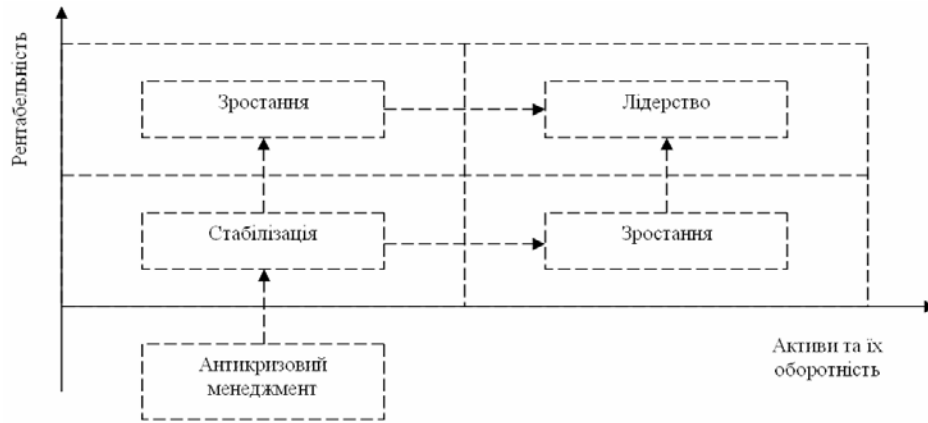 Рентабельність
Зростання
Лідерство
Стабілізація
Зростання
Антикризовий
менеджмент
Активи та їх
оборотність